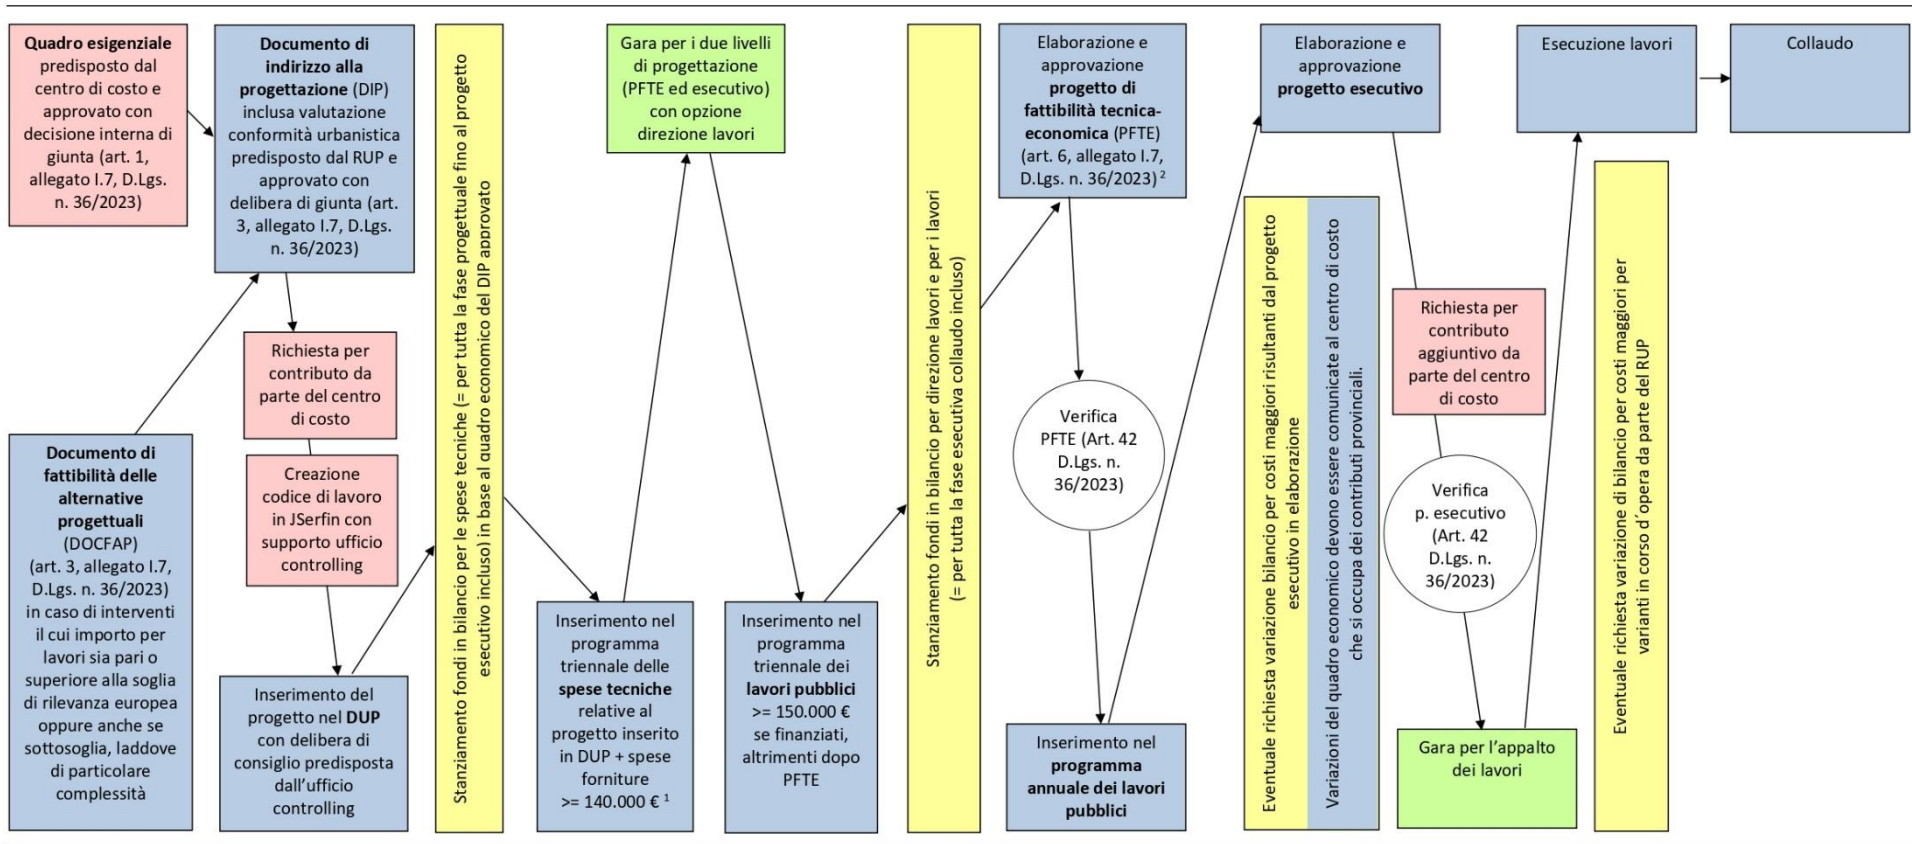 Quadro esigenziale
predisposto dal
centro di costo e
approvato con
decisione interna di
giunta (art. 1,
allegato I.7, D.Lgs.
n. 36/2023)
Documento di
fattibilità delle
alternative
progettuali
(DOCFAP)
(art. 3, allegato I.7,
D.Lgs. n. 36/2023)
in caso di interventi
il cui importo per
lavori sia pari o
superiore alla soglia
di rilevanza europea
oppure anche se
sottosoglia, laddove
di particolare
complessità
Documento di
indirizzo alla
progettazione (DIP)
inclusa valutazione
conformità urbanistica
predisposto dal RUP e
approvato con
delibera di giunta (art.
3, allegato I.7, D.Lgs.
n. 36/2023)
Richiesta per
contributo da
parte del centro
di costo
Creazione
codice di lavoro
in JSerfin con
supporto ufficio
controlling
Inserimento del
progetto nel DUP
con delibera di
consiglio predisposta
dall'ufficio
controlling
Stanziamento fondi in bilancio per le spese tecniche (= per tutta la fase progettuale fino al progetto
esecutivo incluso) in base al quadro economico del DIP approvato
Inserimento nel
programma
triennale delle
spese tecniche
relative al
progetto inserito
in DUP + spese
forniture
>= 140.000 € 1
Gara per i due livelli
di progettazione
(PFTE ed esecutivo)
con opzione
direzione lavori
Inserimento nel
programma
triennale dei
lavori pubblici
>= 150.000 €
se finanziati,
altrimenti dopo
PFTE
Stanziamento fondi in bilancio per direzione lavori e per i lavori
(= per tutta la fase esecutiva collaudo incluso)
Elaborazione e
approvazione
progetto di
fattibilità tecnica-
economica (PFTE)
(art. 6, allegato I.7,
D.Lgs. n. 36/2023) 2
Verifica
PFTE (Art. 42
D.Lgs. n.
36/2023)
Inserimento nel
programma
annuale dei lavori
pubblici
Elaborazione e
approvazione
progetto esecutivo
Eventuale richiesta variazione bilancio per costi maggiori risultanti dal progetto
esecutivo in elaborazione
Variazioni del quadro economico devono essere comunicate al centro di costo
che si occupa dei contributi provinciali.
Richiesta per
contributo
aggiuntivo da
parte del centro
di costo
Verifica
p. esecutivo
(Art. 42
D.Lgs. n.
36/2023)
Gara per l'appalto
dei lavori
Esecuzione lavori
Eventuale richiesta variazione di bilancio per costi maggiori per
varianti in corso d´opera da parte del RUP
Collaudo